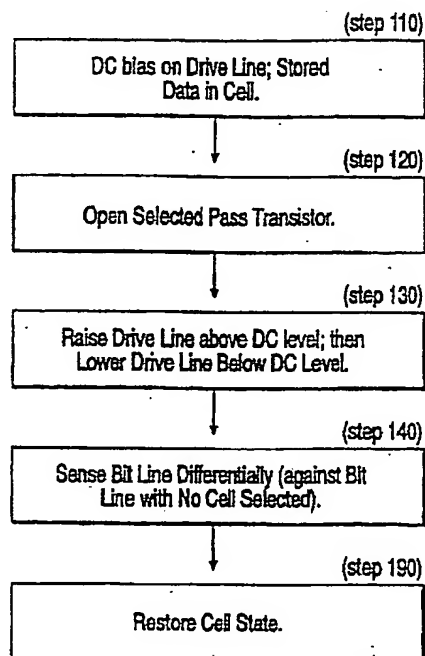 (step 110)
DC bias on Drive Line; Stored
Data in Cell.
(step 120)
Open Selected Pass Transistor.
(step 130)
Raise Drive Line above DC level; then
Lower Drive Line Below DC Level.
(step 140)
Sense Bit Line Differentially (against Bit
Line with No Cell Selected).
(step 190)
Restore Cell State.